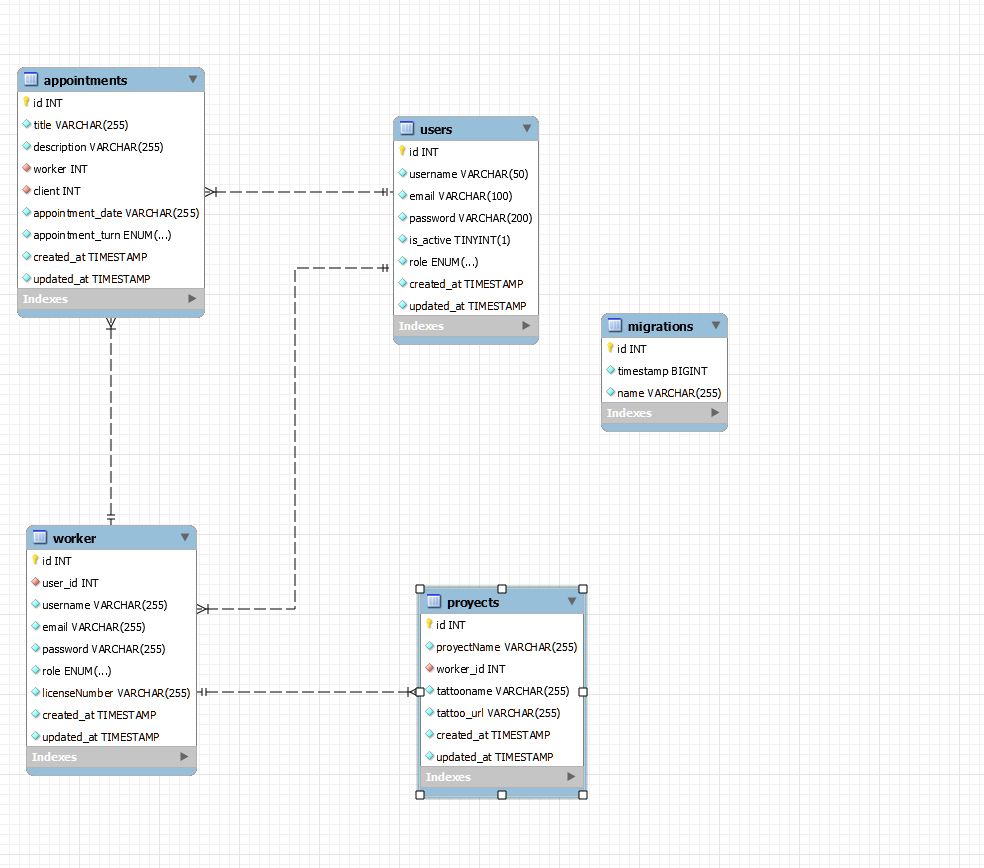 appointments
id INT
title VARCHAR(255)
description VARCHAR(255)
worker INT
client INT
appointment_date VARCHAR(255)
appointment_turn ENUM(...)
created_at TIMESTAMP
updated_at TIMESTAMP
Indexes
users
id INT
username VARCHAR(50)
email VARCHAR(100)
password VARCHAR(200)
is_active TINYINT(1)
role ENUM(...)
created_at TIMESTAMP
updated_at TIMESTAMP
Indexes
migrations
id INT
timestamp BIGINT
name VARCHAR(255)
Indexes
worker
id INT
user_id INT
username VARCHAR(255)
email VARCHAR(255)
password VARCHAR(255)
role ENUM(...)
licenseNumber VARCHAR(255)
created_at TIMESTAMP
updated_at TIMESTAMP
Indexes
proyects
id INT
proyectName VARCHAR(255)
worker_id INT
tattooname VARCHAR(255)
tattoo_url VARCHAR(255)
created_at TIMESTAMP
updated_at TIMESTAMP
Indexes